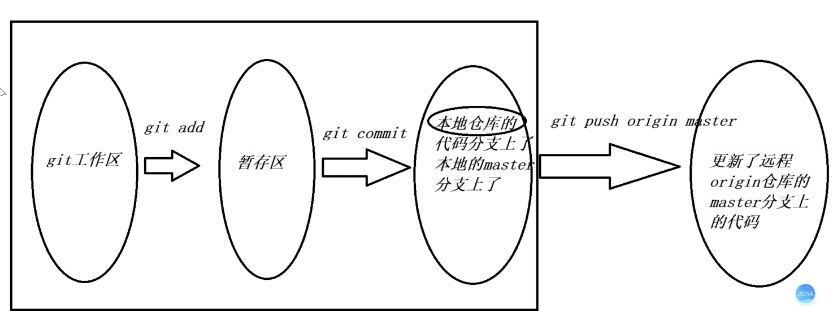 git工作区
git add
暂存区
git commit
本地仓库的
代码分支上了
本地的master
分支上了
git push origin master
更新了远程
origin仓库的
master分支上
的代码
20:54